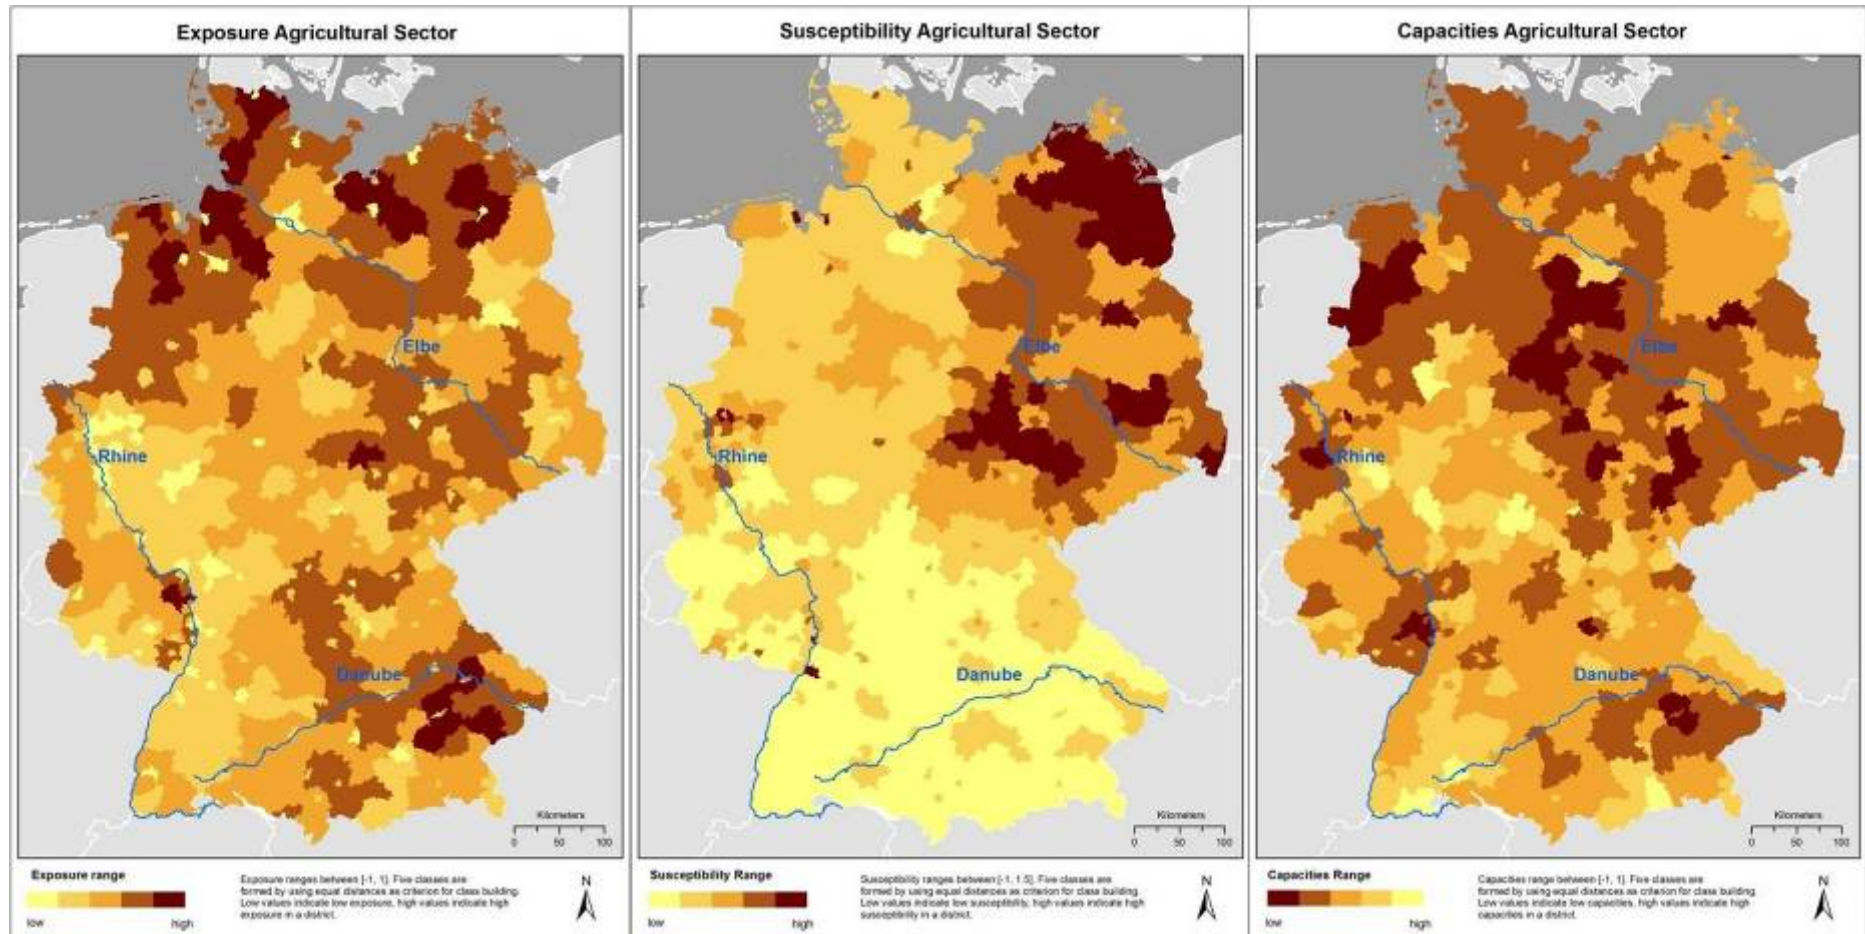 Exposure Agricultural Sector
Elbe
Rhine
Danube
Kilometers
0 50 100
Exposure range
low high
Exposure ranges between [-1, 1]. Five classes are
formed by using equal distances as criterion for class building.
Low values indicate low exposure, high values indicate high
exposure in a district.
N
Susceptibility Agricultural Sector
Elbe
Rhine
Danube
Kilometers
0 50 100
Susceptibility Range
low high
Susceptibility ranges between [-1, 1.5]. Five classes are
formed by using equal distances as criterion for class building.
Low values indicate low susceptibility, high values indicate high
susceptibility in a district.
N
Capacities Agricultural Sector
Elbe
Rhine
Danube
Kilometers
0 50 100
Capacities Range
low high
Capacities range between [-1, 1]. Five classes are
formed by using equal distances as criterion for class building.
Low values indicate low capacities, high values indicate high
capacities in a district.
N